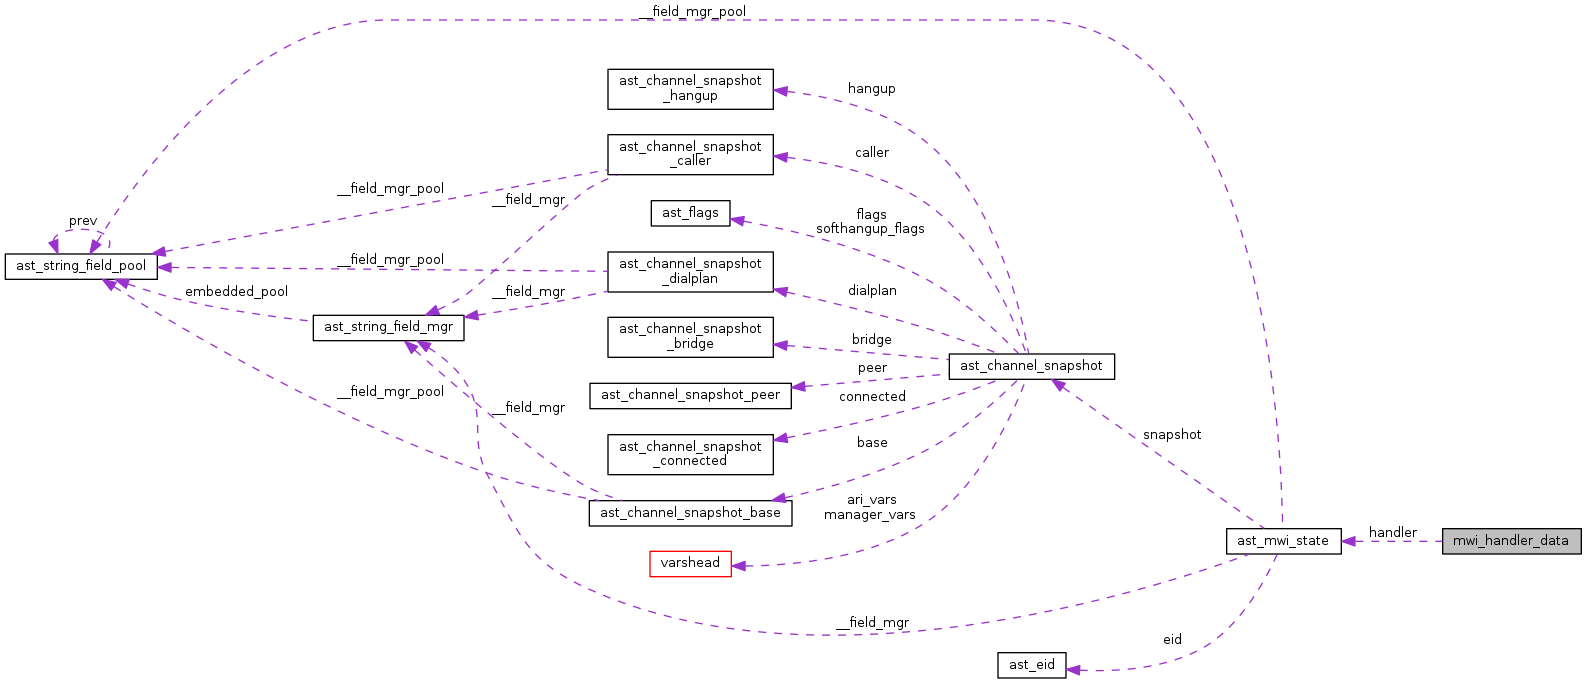 __field_mgr_pool
ast_channel_snapshot
_hangup
hangup
ast_channel_snapshot
_caller
caller
__field_mgr_pool
__field_mgr
ast_flags
flags
softhangup_flags
prev
ast_string_field_pool
__field_mgr_pool
ast_channel_snapshot
_dialplan
dialplan
embedded_pool
__field_mgr
ast_string_field_mgr
ast_channel_snapshot
_bridge
bridge
ast_channel_snapshot
peer
ast_channel_snapshot_peer
connected
__field_mgr_pool
__field_mgr
ast_channel_snapshot
_connected
base
snapshot
ast_channel_snapshot_base
ari_vars
manager_vars
varshead
ast_mwi_state
handler
mwi_handler_data
__field_mgr
eid
ast_eid